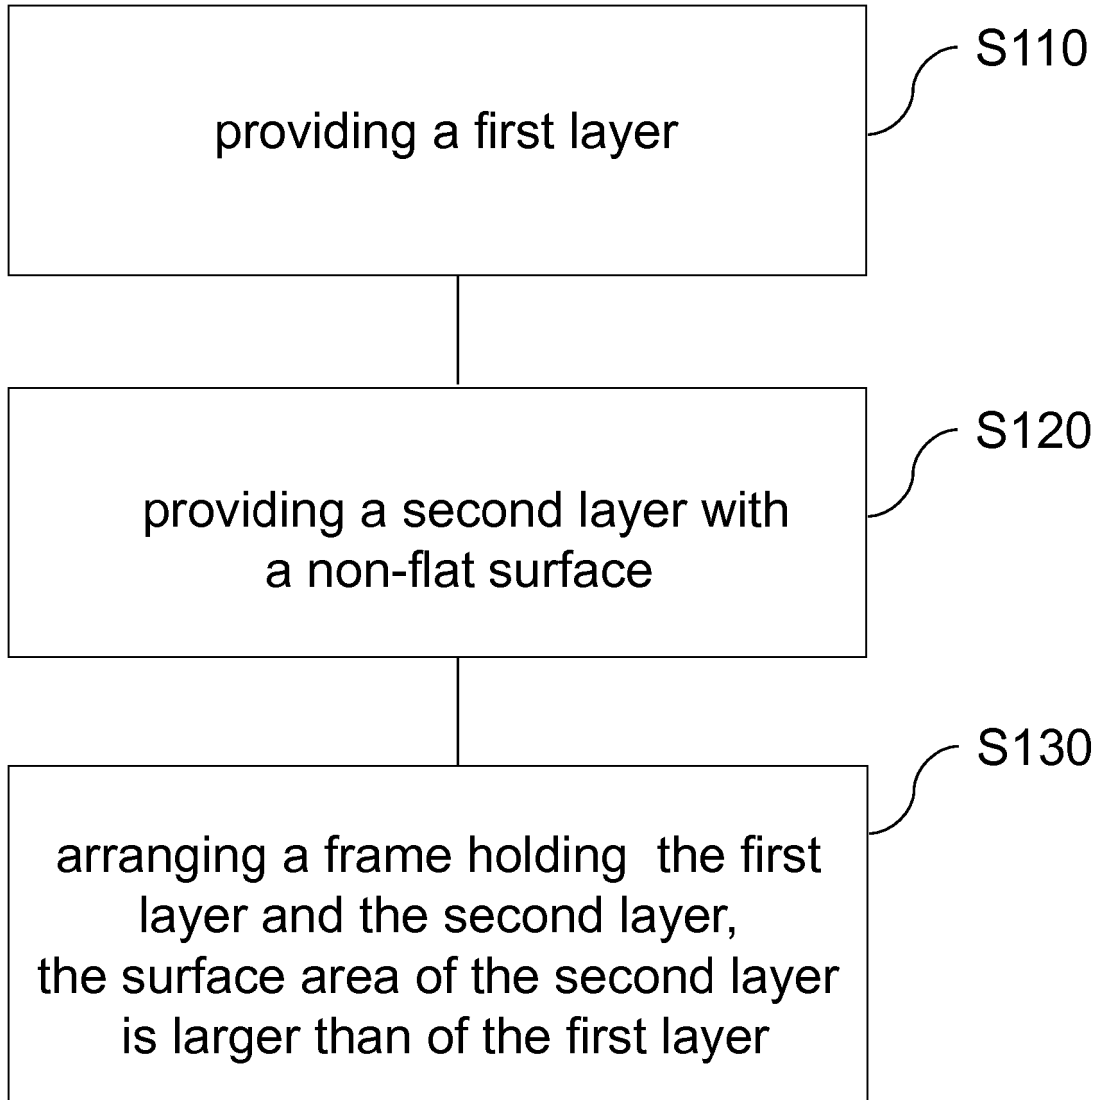 S110
providing a first layer
S120
providing a second layer with
a non-flat surface
S130
arranging a frame holding  the first
layer and the second layer,
the surface area of the second layer
is larger than of the first layer